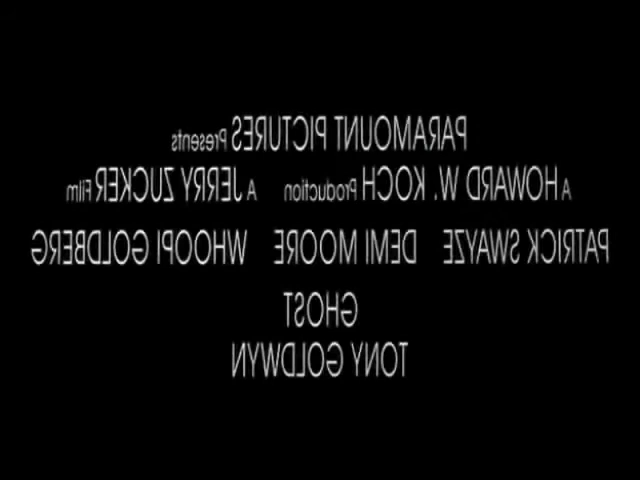 PARAMOUNT PICTURES Presents
A HOWARD W. KOCH Production A JERRY ZUCKER Film
PATRICK SWAYZE DEMI MOORE WHOOPI GOLDBERG
GHOST
TONY GOLDWYN